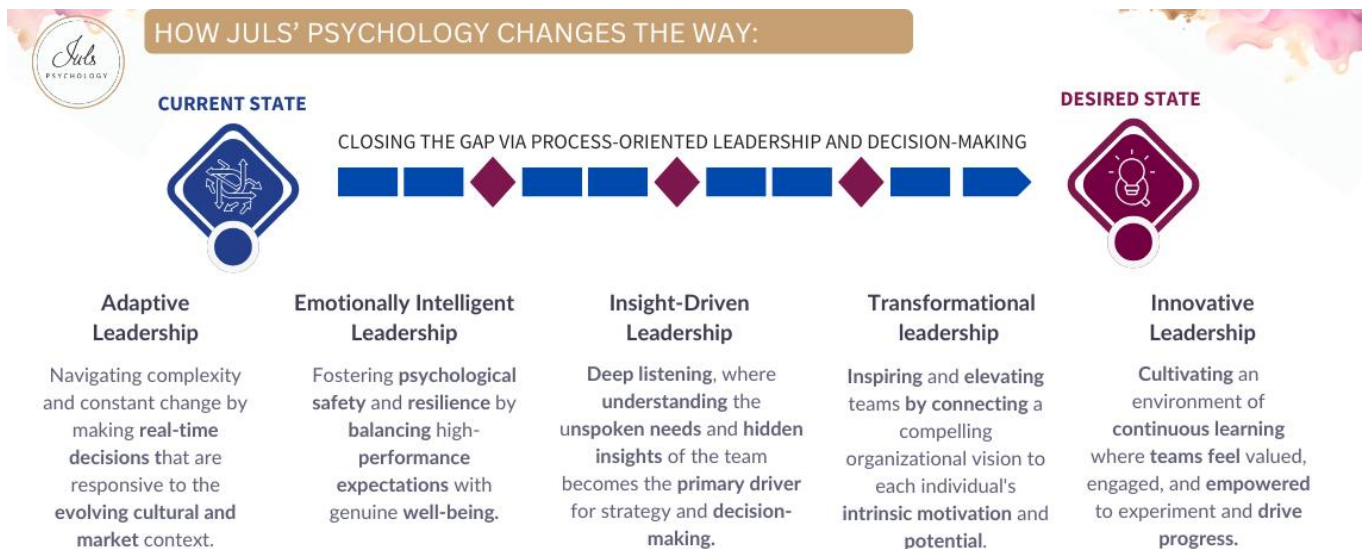 HOW JULS' PSYCHOLOGY CHANGES THE WAY:
Juls
PSYCHOLOGY
CURRENT STATE
DESIRED STATE
CLOSING THE GAP VIA PROCESS-ORIENTED LEADERSHIP AND DECISION-MAKING
Adaptive
Leadership
Navigating complexity
and constant change by
making real-time
decisions that are
responsive to the
evolving cultural and
market context.
Emotionally Intelligent
Leadership
Fostering psychological
safety and resilience by
balancing high-
performance
expectations with
genuine well-being.
Insight-Driven
Leadership
Deep listening, where
understanding the
unspoken needs and hidden
insights of the team
becomes the primary driver
for strategy and decision-
making.
Transformational
leadership
Inspiring and elevating
teams by connecting a
compelling
organizational vision to
each individual's
intrinsic motivation and
potential.
Innovative
Leadership
Cultivating an
environment of
continuous learning
where teams feel valued,
engaged, and empowered
to experiment and drive
progress.